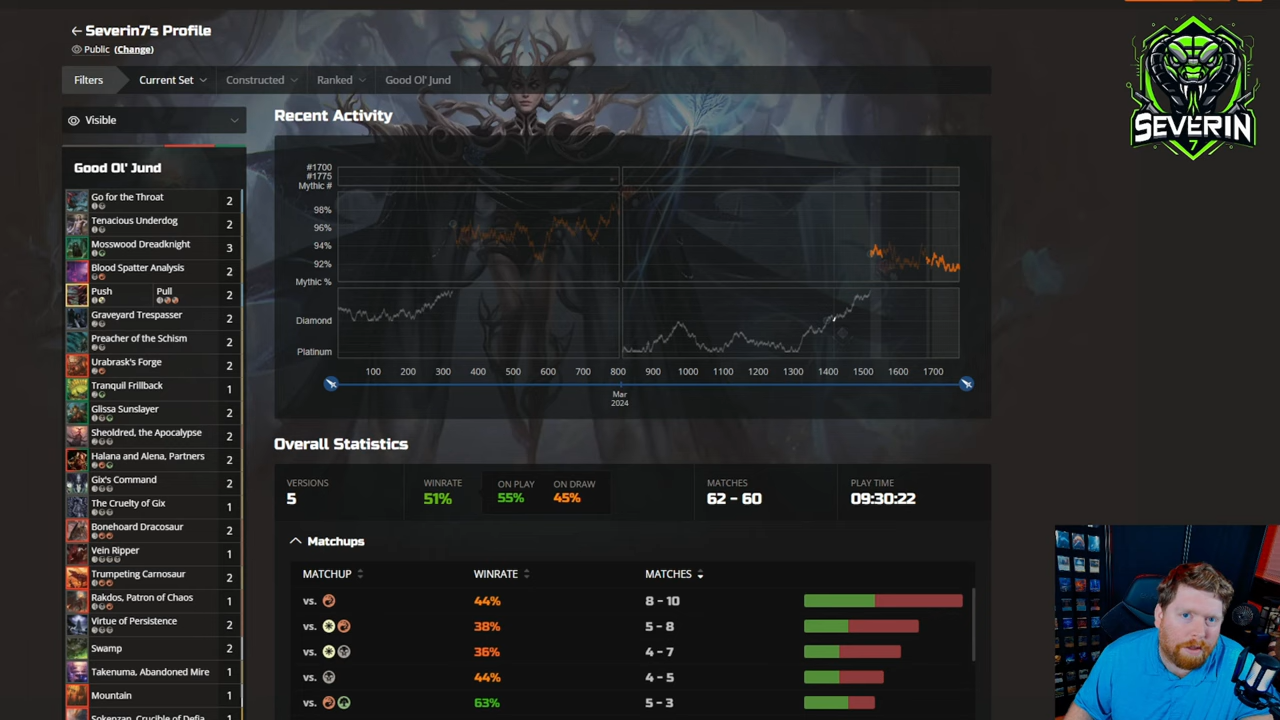 Severin7's Profile
Public (Change)
Filters
Current Set
Constructed
Ranked
Good Ol' Jund
Visible
Good Ol' Jund
Go for the Throat 2
Tenacious Underdog 2
Mosswood Dreadknight 3
Blood Spatter Analysis 2
Push Pull 2
Graveyard Trespasser 2
Preacher of the Schism 2
Urabrask's Forge 2
Tranquil Frillback 1
Glissa Sunslayer 2
Sheoldred, the Apocalypse 2
Halana and Alena, Partners 2
Gix's Command 2
The Cruelty of Gix 1
Bonehoard Dracosaur 2
Vein Ripper 1
Trumpeting Carnosaur 2
Rakdos, Patron of Chaos 1
Virtue of Persistence 2
Swamp 2
Takenuma, Abandoned Mire 1
Mountain 1
Sokenzan, Crucible of Defia 1
Recent Activity
#1700
#1775
Mythic #
98%
96%
94%
92%
Mythic %
Diamond
Platinum
100 200 300 400 500 600 700 800 900 1000 1100 1200 1300 1400 1500 1600 1700
Mar
2024
Overall Statistics
VERSIONS
5
WINRATE
51%
ON PLAY
55%
ON DRAW
45%
MATCHES
62 - 60
PLAY TIME
09:30:22
Matchups
MATCHUP WINRATE MATCHES
vs. 44% 8 - 10
vs. 38% 5 - 8
vs. 36% 4 - 7
vs. 44% 4 - 5
vs. 63% 5 - 3
SEVERIN
7